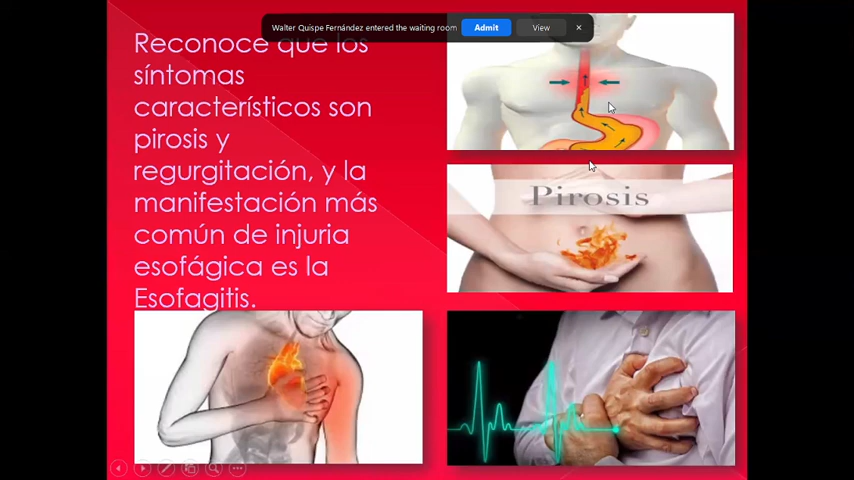 Walter Quispe Fernández entered the waiting room
Admit
View
Reconoce que los
síntomas
característicos son
pirosis y
regurgitación, y la
manifestación más
común de injuria
esofágica es la
Esofagitis.
Pirosis